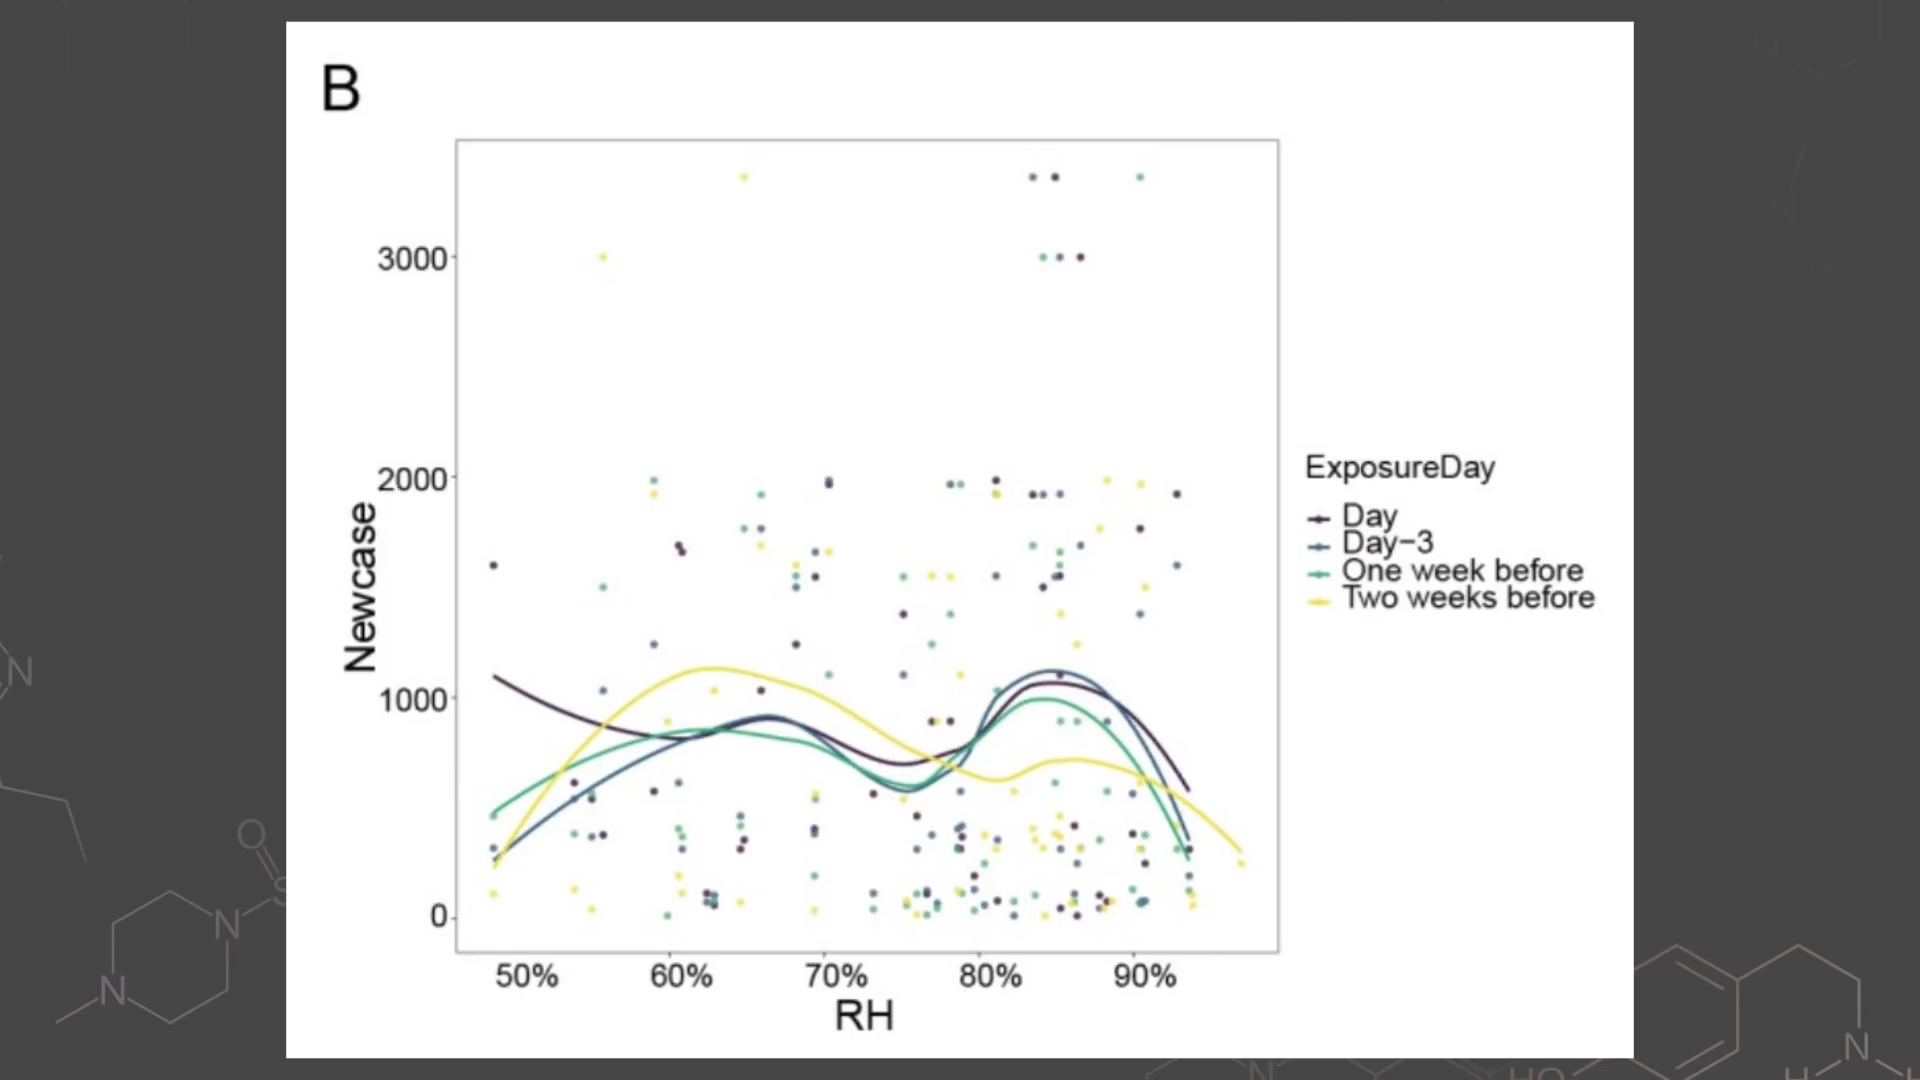 B
3000
2000
1000
0
Newcase
50% 60% 70% 80% 90%
RH
ExposureDay
Day
Day-3
One week before
Two weeks before
N
O
S
N
N
N
HO
H
N
H